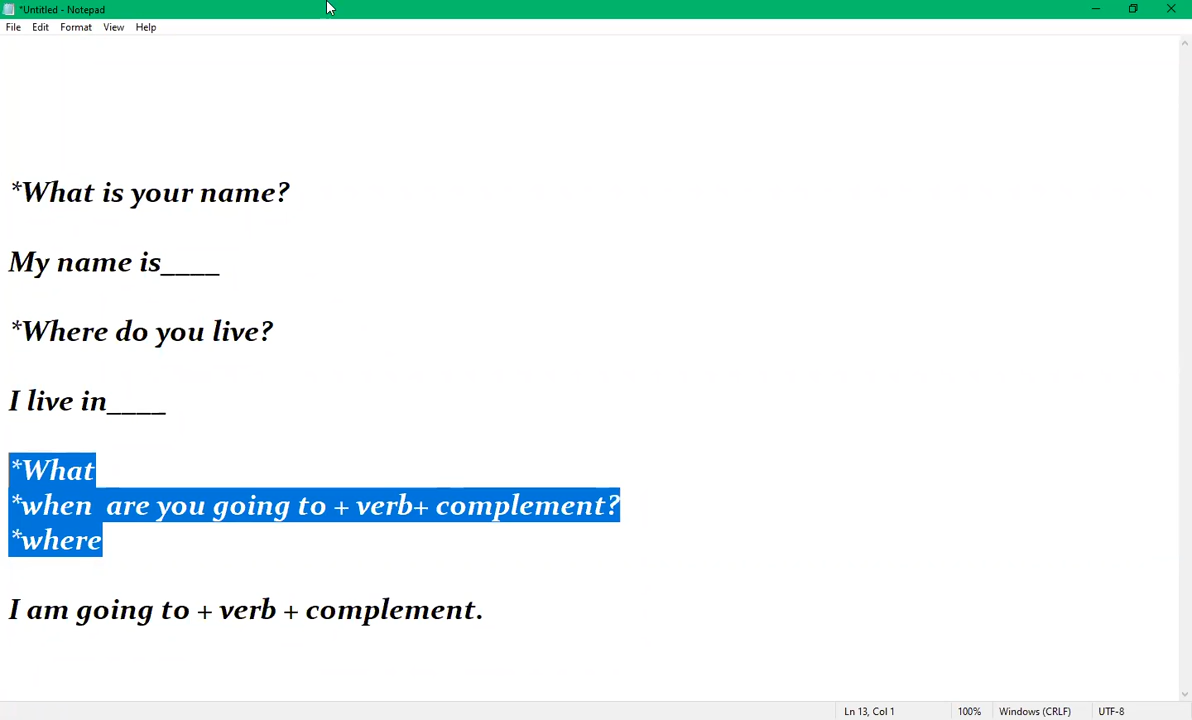 *Untitled - Notepad
File Edit Format View Help
*What is your name?
My name is____
*Where do you live?
I live in____
*What
*when  are you going to + verb+ complement?
*where
I am going to + verb + complement.
Ln 13, Col 1 100% Windows (CRLF) UTF-8